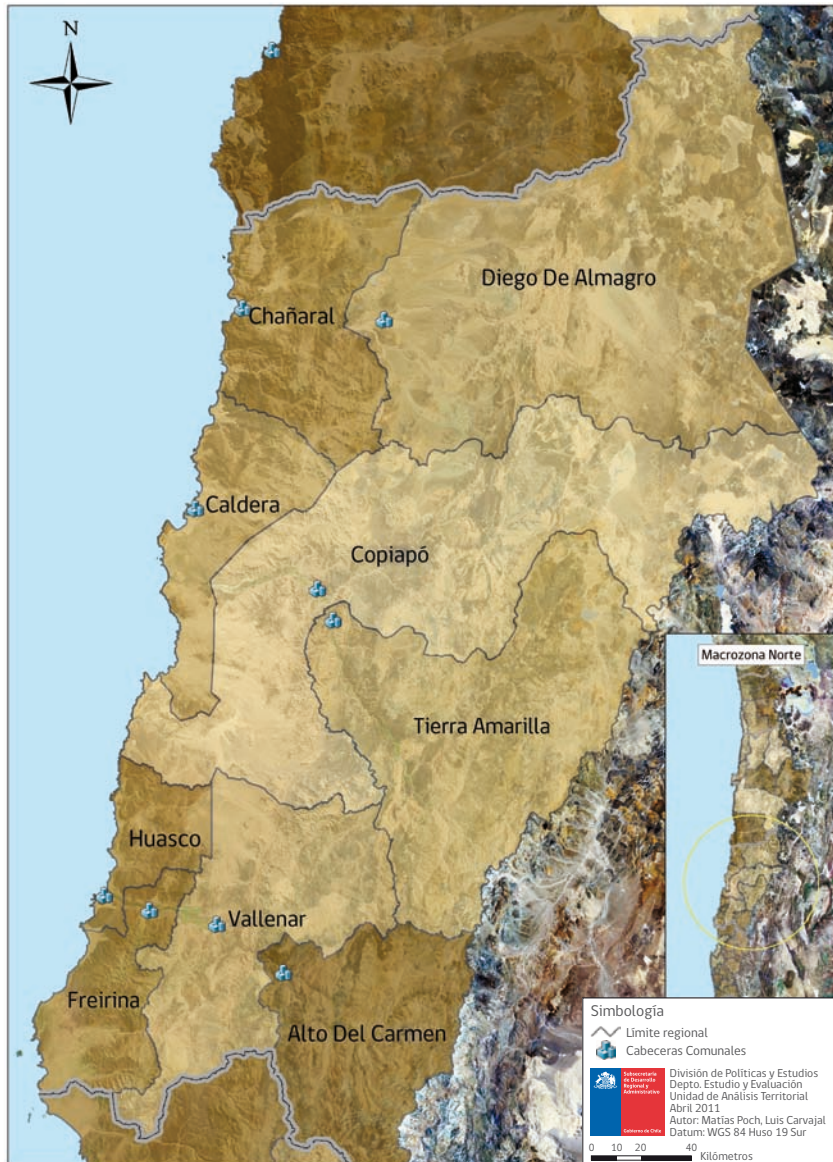 N
Diego De Almagro
Chañaral
Caldera
Copiapó
Macrozona Norte
Tierra Amarilla
Huasco
Vallenar
Freirina
Alto Del Carmen
Simbología
Límite regional
Cabeceras Comunales
Subsecretaría
de Desarrollo
Regional y
Administrativo
Gobierno de Chile
División de Políticas y Estudios
Depto. Estudio y Evaluación
Unidad de Análisis Territorial
Abril 2011
Autor: Matías Poch, Luis Carvajal
Datum: WGS 84 Huso 19 Sur
0 10 20 40
Kilómetros